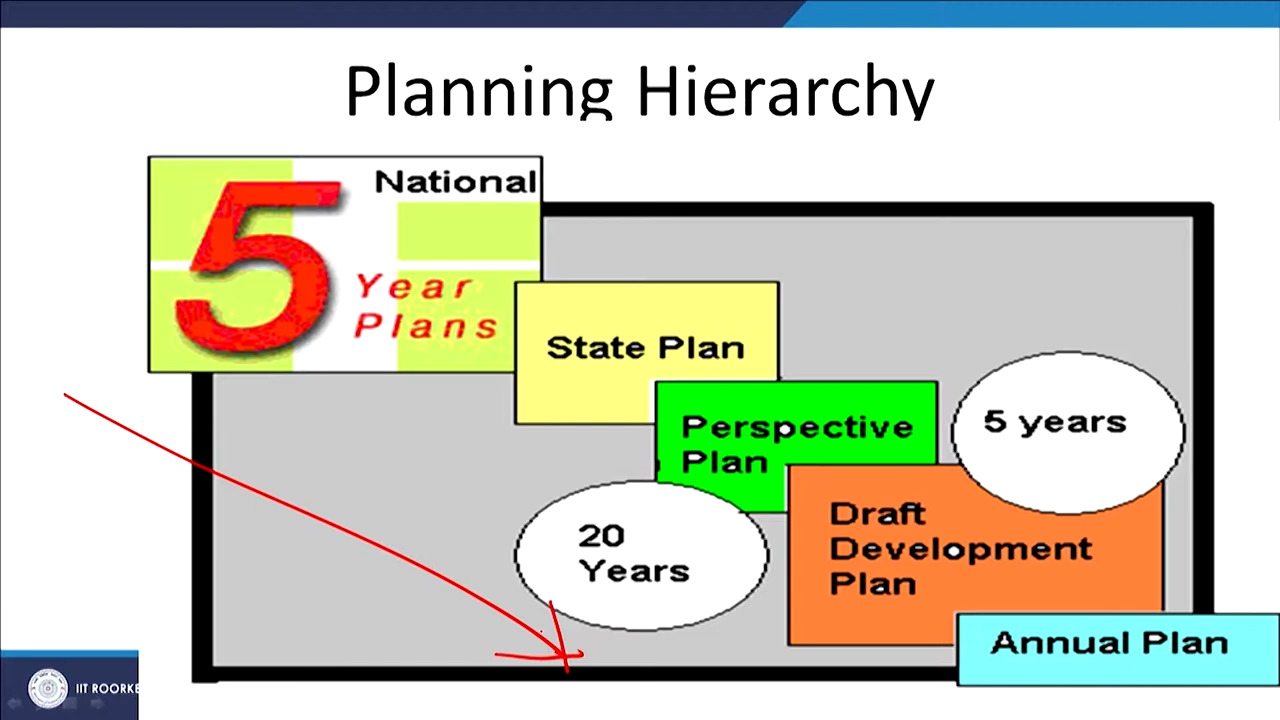 Planning Hierarchy
National
5
Year
Plans
State Plan
Perspective
Plan
5 years
20
Years
Draft
Development
Plan
Annual Plan
IIT ROORKE